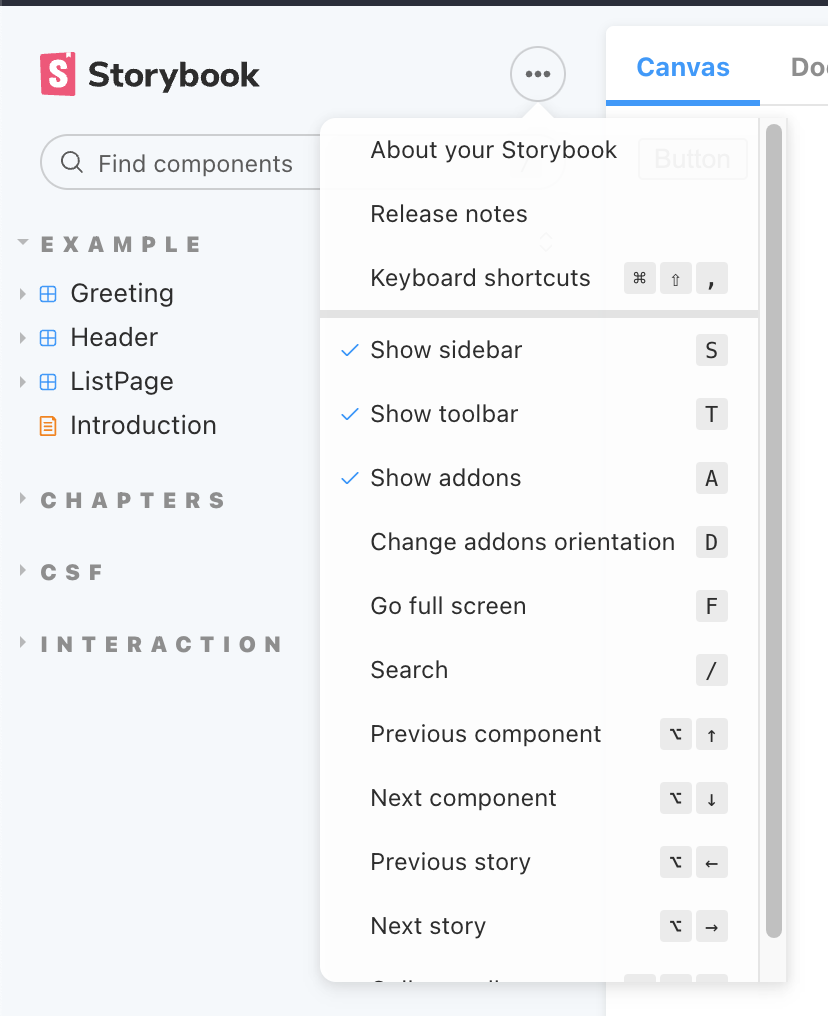 Storybook
Canvas
Find components
EXAMPLE
Greeting
Header
ListPage
Introduction
CHAPTERS
CSF
INTERACTION
About your Storybook
Button
Release notes
Keyboard shortcuts ⌘ ⇧ ,
Show sidebar S
Show toolbar T
Show addons A
Change addons orientation D
Go full screen F
Search /
Previous component ⌥ ↑
Next component ⌥ ↓
Previous story ⌥ ←
Next story ⌥ →